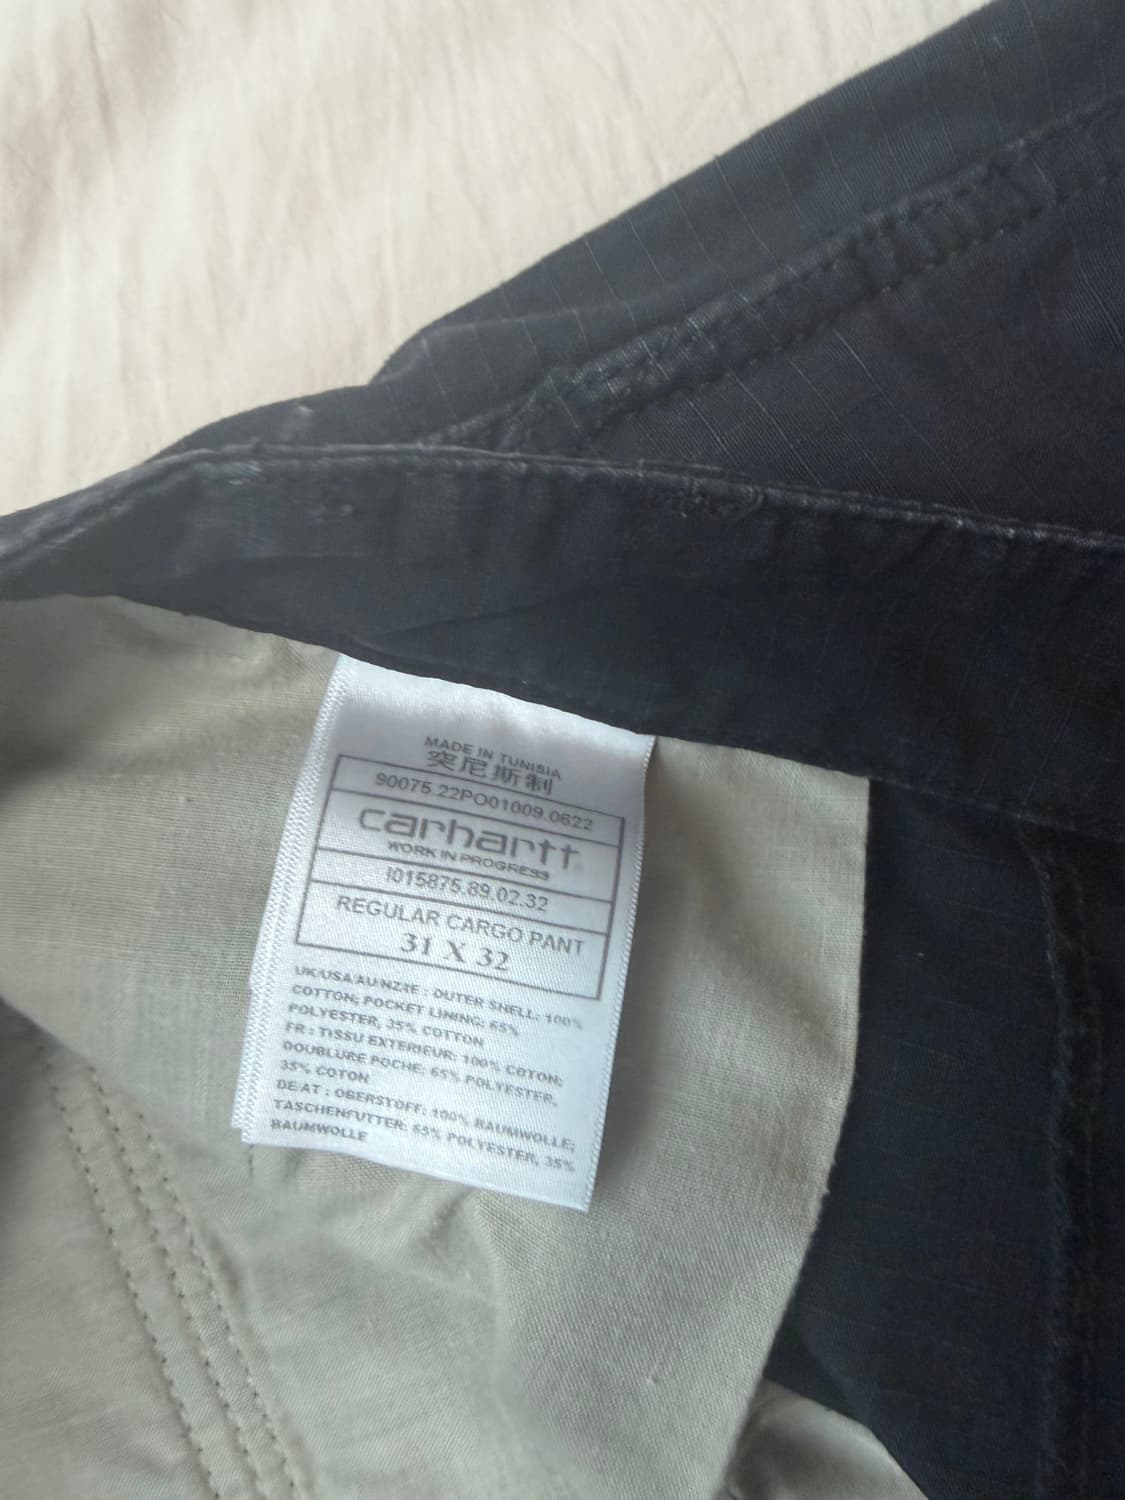 MADE IN TUNISIA
突尼斯制
90075.22PO01009.0622
carhartt
WORK IN PROGRESS
I015875.89.02.32
REGULAR CARGO PANT
31 X 32
UK/USA/AU/NZ/IE : OUTER SHELL: 100%
COTTON; POCKET LINING: 65%
POLYESTER, 35% COTTON
FR : TISSU EXTERIEUR: 100% COTON;
DOUBLURE POCHE: 65% POLYESTER,
35% COTON
DE/AT : OBERSTOFF: 100% BAUMWOLLE;
TASCHENFUTTER: 65% POLYESTER, 35%
BAUMWOLLE